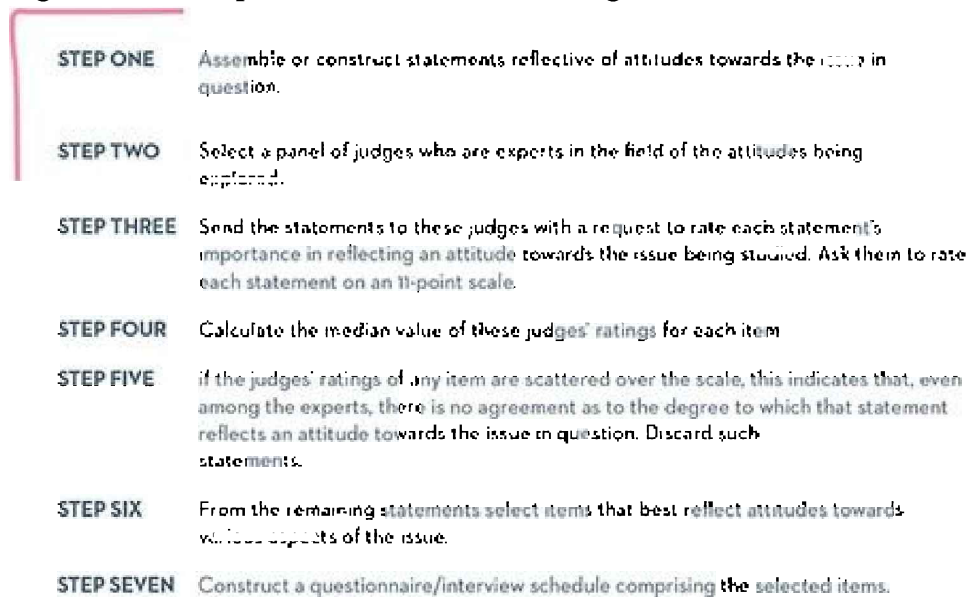 STEP ONE Assemble or construct statements reflective of attitudes towards the issue in
question.
STEP TWO Select a panel of judges who are experts in the field of the attitudes being
explored.
STEP THREE Send the statements to these judges with a request to rate each statement's
importance in reflecting an attitude towards the issue being studied. Ask them to rate
each statement on an 11-point scale.
STEP FOUR Calculate the median value of these judges' ratings for each item
STEP FIVE if the judges' ratings of any item are scattered over the scale, this indicates that, even
among the experts, there is no agreement as to the degree to which that statement
reflects an attitude towards the issue in question. Discard such
statements.
STEP SIX From the remaining statements select items that best reflect attitudes towards
various aspects of the issue.
STEP SEVEN Construct a questionnaire/interview schedule comprising the selected items.